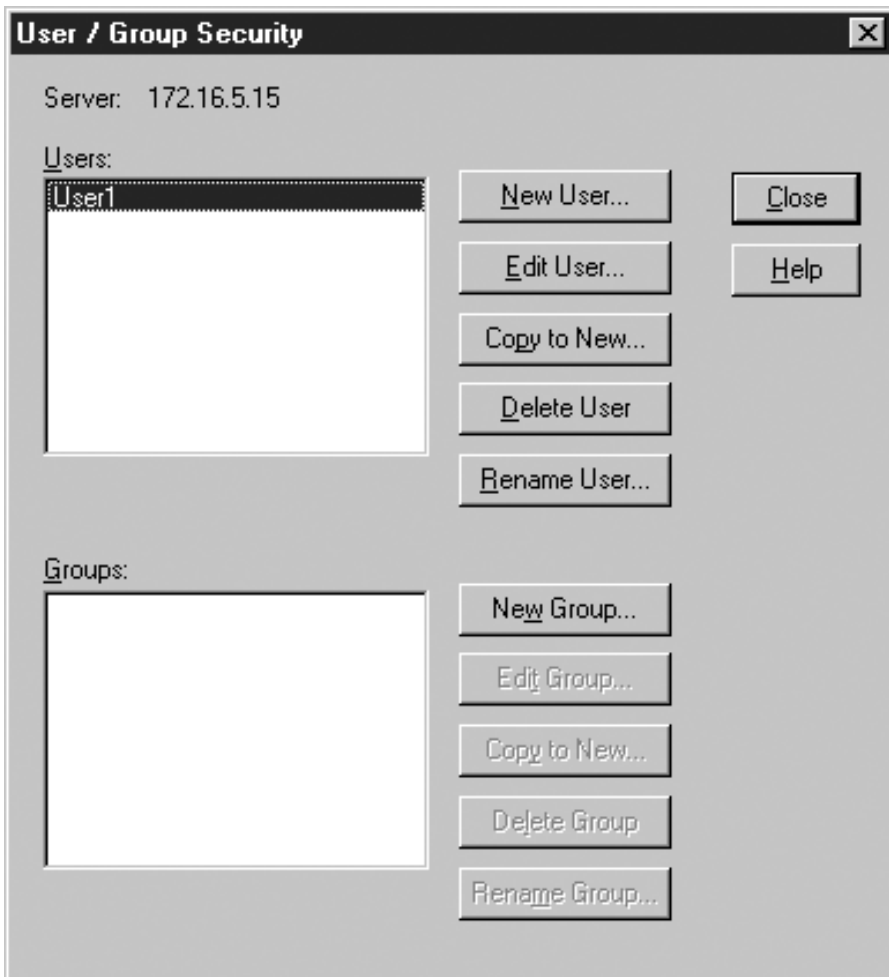 User / Group Security
Server: 172.16.5.15
Users:
User1
New User...
Edit User...
Copy to New...
Delete User
Rename User...
Close
Help
Groups:
New Group...
Edit Group...
Copy to New...
Delete Group
Rename Group...